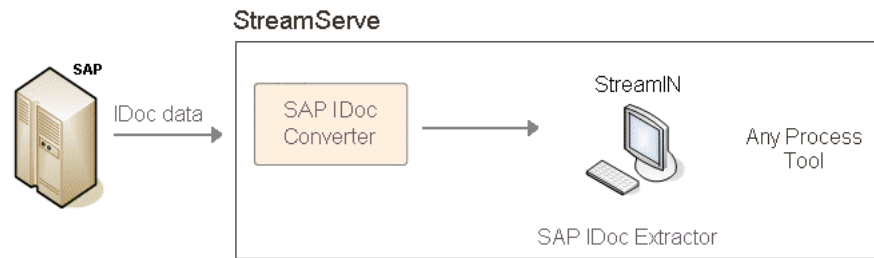 StreamServe
SAP
IDoc data
SAP IDoc
Converter
StreamIN
Any Process
Tool
SAP IDoc Extractor